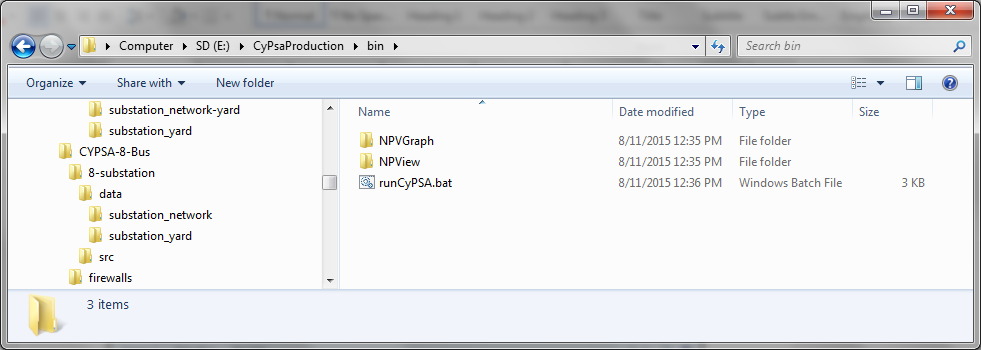 Computer ▸ SD (E:) ▸ CyPsaProduction ▸ bin ▸
Search bin
Organize Share with New folder
substation_network-yard
substation_yard
CYPSA-8-Bus
8-substation
data
substation_network
substation_yard
src
firewalls
Name Date modified Type Size
NPVGraph 8/11/2015 12:35 PM File folder
NPView 8/11/2015 12:35 PM File folder
runCyPSA.bat 8/11/2015 12:36 PM Windows Batch File 3 KB
3 items